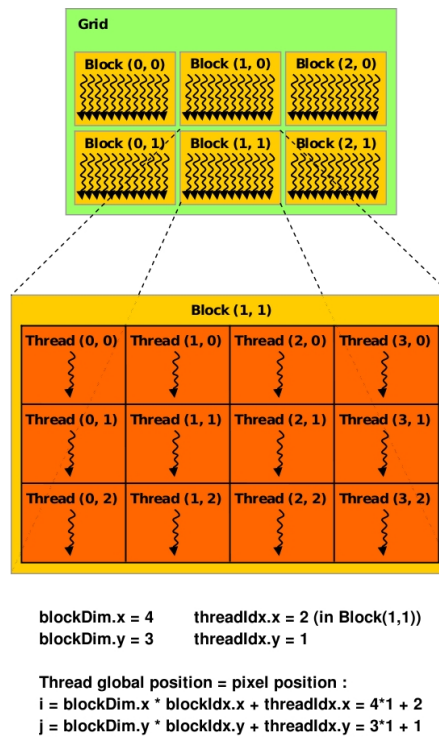 Grid
Block (0, 0) Block (1, 0) Block (2, 0)
Block (0, 1) Block (1, 1) Block (2, 1)
Block (1, 1)
Thread (0, 0) Thread (1, 0) Thread (2, 0) Thread (3, 0)
Thread (0, 1) Thread (1, 1) Thread (2, 1) Thread (3, 1)
Thread (0, 2) Thread (1, 2) Thread (2, 2) Thread (3, 2)
blockDim.x = 4 threadIdx.x = 2 (in Block(1,1))
blockDim.y = 3 threadIdx.y = 1
Thread global position = pixel position :
i = blockDim.x * blockIdx.x + threadIdx.x = 4*1 + 2
j = blockDim.y * blockIdx.y + threadIdx.y = 3*1 + 1